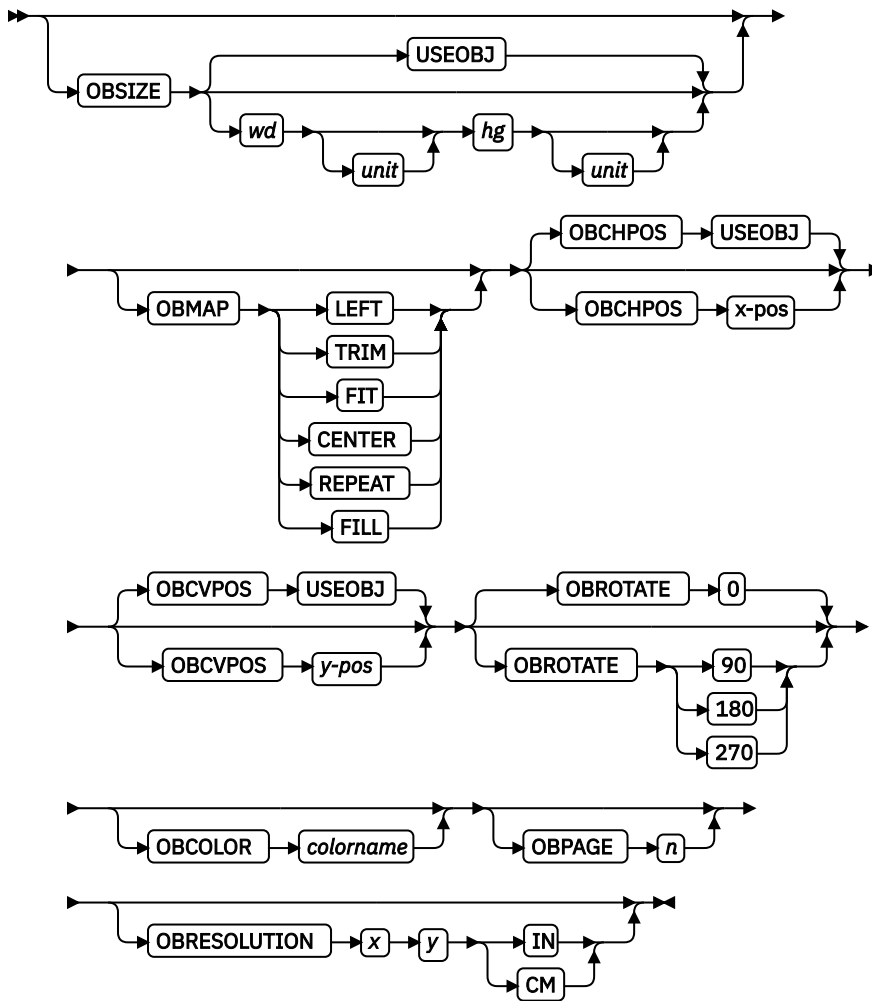 USEOBJ
OBSIZE
wd hg
unit unit
OBCHPOS USEOBJ
OBMAP LEFT OBCHPOS x-pos
TRIM
FIT
CENTER
REPEAT
FILL
OBCVPOS USEOBJ OBROTATE 0
OBCVPOS y-pos OBROTATE 90
180
270
OBCOLOR colorname OBPAGE n
OBRESOLUTION x y IN
CM